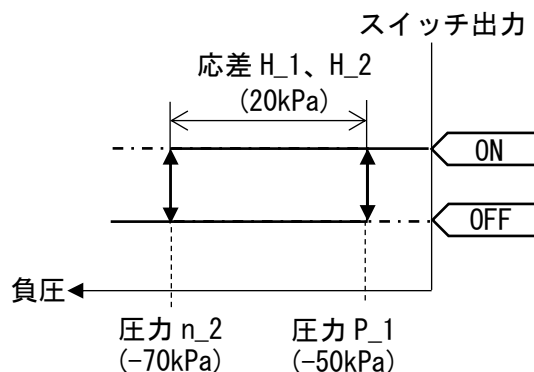 スイッチ出力
応差 H_1、H_2
(20kPa)
ON
OFF
負圧
圧力 n_2
(-70kPa)
圧力 P_1
(-50kPa)